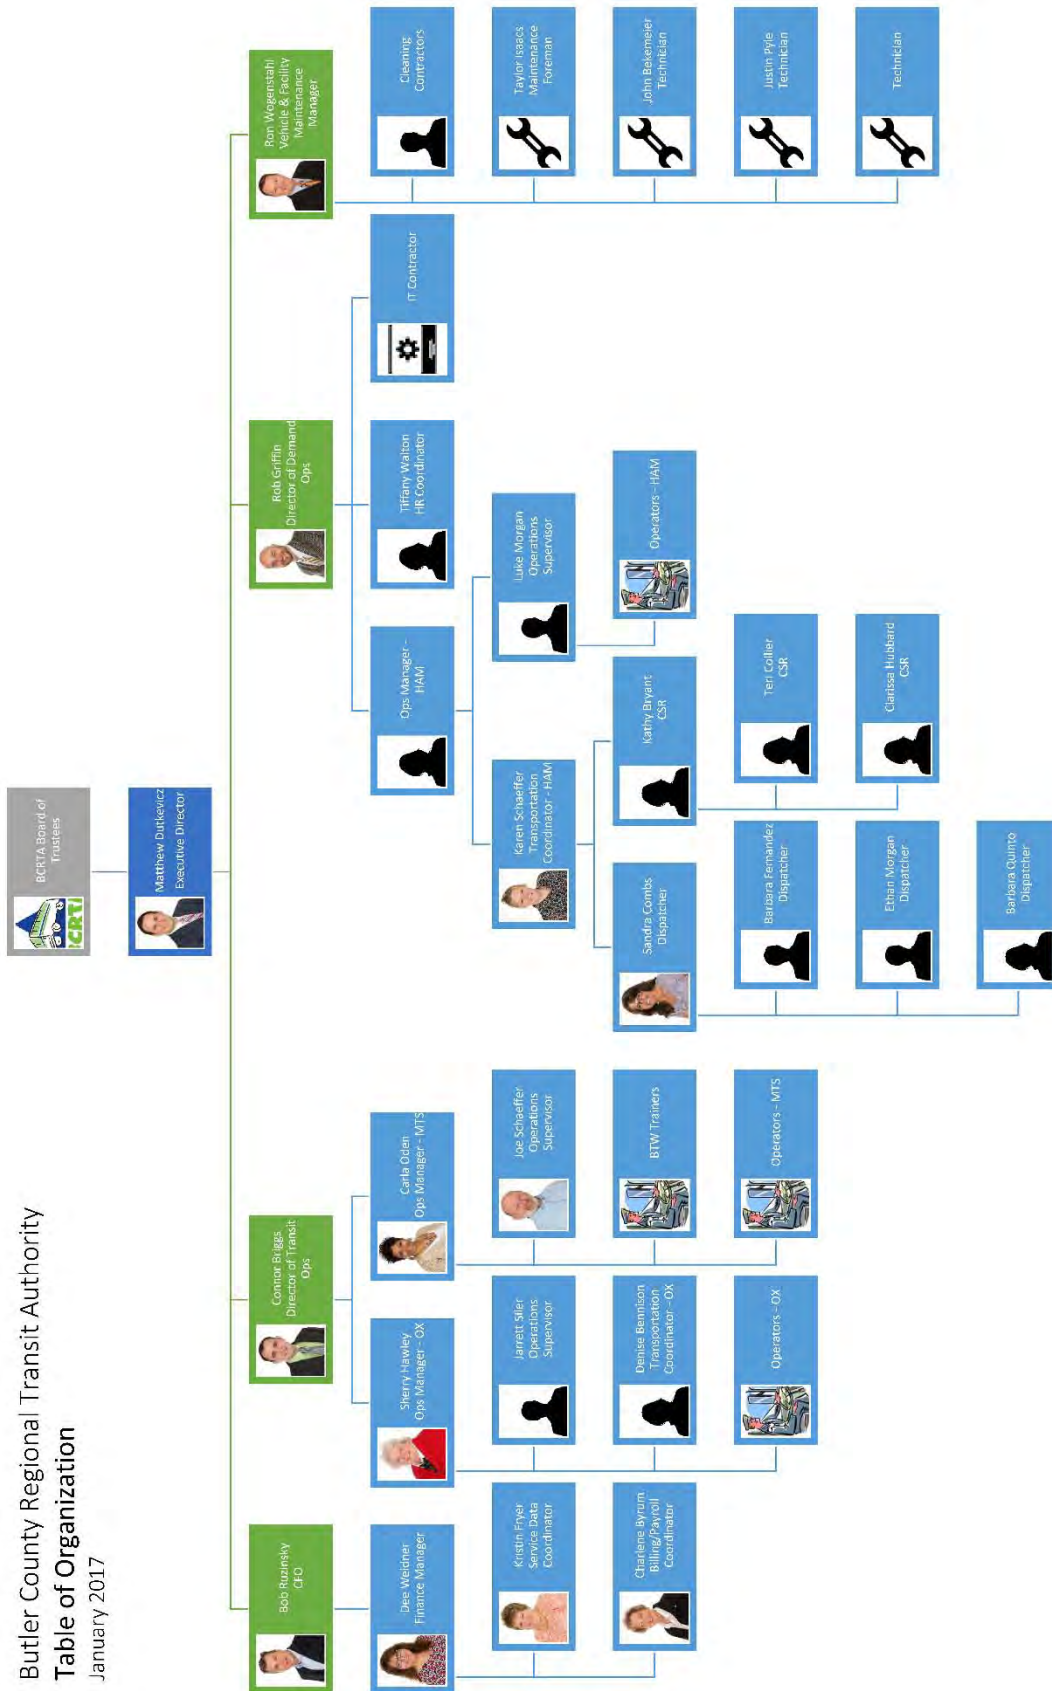 Butler County Regional Transit Authority
Table of Organization
January 2017
BCRTA Board of
Trustees
Matthew Dutkevicz
Executive Director
Bob Ruzinsky
CFO
Connor Briggs
Director of Transit
Ops
Rob Griffin
Director of Demand
Ops
Ron Wogenstahl
Vehicle & Facility
Maintenance
Manager
Dee Weidner
Finance Manager
Kristin Fryer
Service Data
Coordinator
Charlene Byrum
Billing/Payroll
Coordinator
Sherry Hawley
Ops Manager - OX
Jarrett Siler
Operations
Supervisor
Denise Bennison
Transportation
Coordinator - OX
Operators - OX
Carla Oden
Ops Manager - MTS
Joe Schaeffer
Operations
Supervisor
BTW Trainers
Operators - MTS
Ops Manager -
HAM
Tiffany Walton
HR Coordinator
IT Contractor
Karen Schaeffer
Transportation
Coordinator - HAM
Luke Morgan
Operations
Supervisor
Sandra Combs
Dispatcher
Kathy Bryant
CSR
Operators - HAM
Barbara Fernandez
Dispatcher
Ethan Morgan
Dispatcher
Barbara Quinto
Dispatcher
Teri Collier
CSR
Clarissa Hubbard
CSR
Cleaning
Contractors
Taylor Isaacs
Maintenance
Foreman
John Bekemeier
Technician
Justin Pyle
Technician
Technician